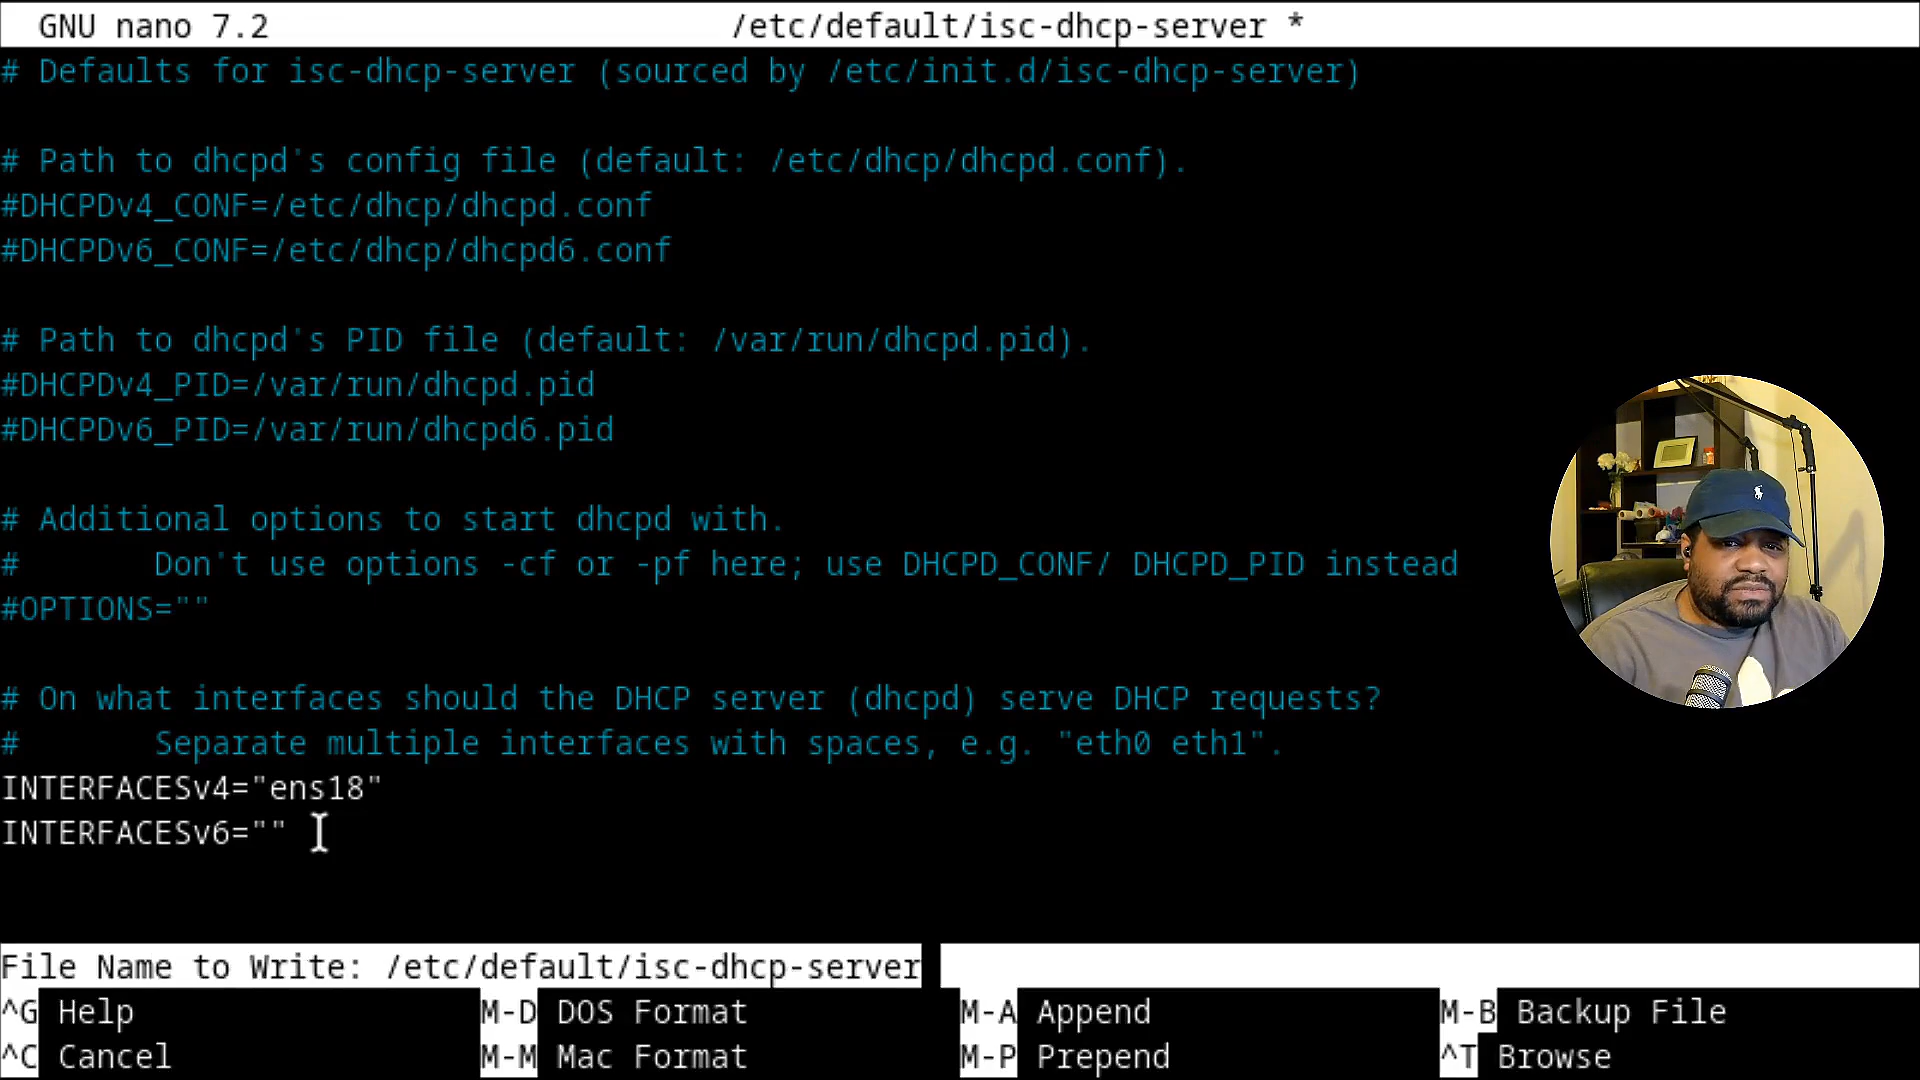 GNU nano 7.2 /etc/default/isc-dhcp-server *
# Defaults for isc-dhcp-server (sourced by /etc/init.d/isc-dhcp-server)
# Path to dhcpd's config file (default: /etc/dhcp/dhcpd.conf).
#DHCPDv4_CONF=/etc/dhcp/dhcpd.conf
#DHCPDv6_CONF=/etc/dhcp/dhcpd6.conf
# Path to dhcpd's PID file (default: /var/run/dhcpd.pid).
#DHCPDv4_PID=/var/run/dhcpd.pid
#DHCPDv6_PID=/var/run/dhcpd6.pid
# Additional options to start dhcpd with.
#       Don't use options -cf or -pf here; use DHCPD_CONF/ DHCPD_PID instead
#OPTIONS=""
# On what interfaces should the DHCP server (dhcpd) serve DHCP requests?
#       Separate multiple interfaces with spaces, e.g. "eth0 eth1".
INTERFACESv4="ens18"
INTERFACESv6=""
File Name to Write: /etc/default/isc-dhcp-server
^G Help M-D DOS Format M-A Append M-B Backup File
^C Cancel M-M Mac Format M-P Prepend ^T Browse